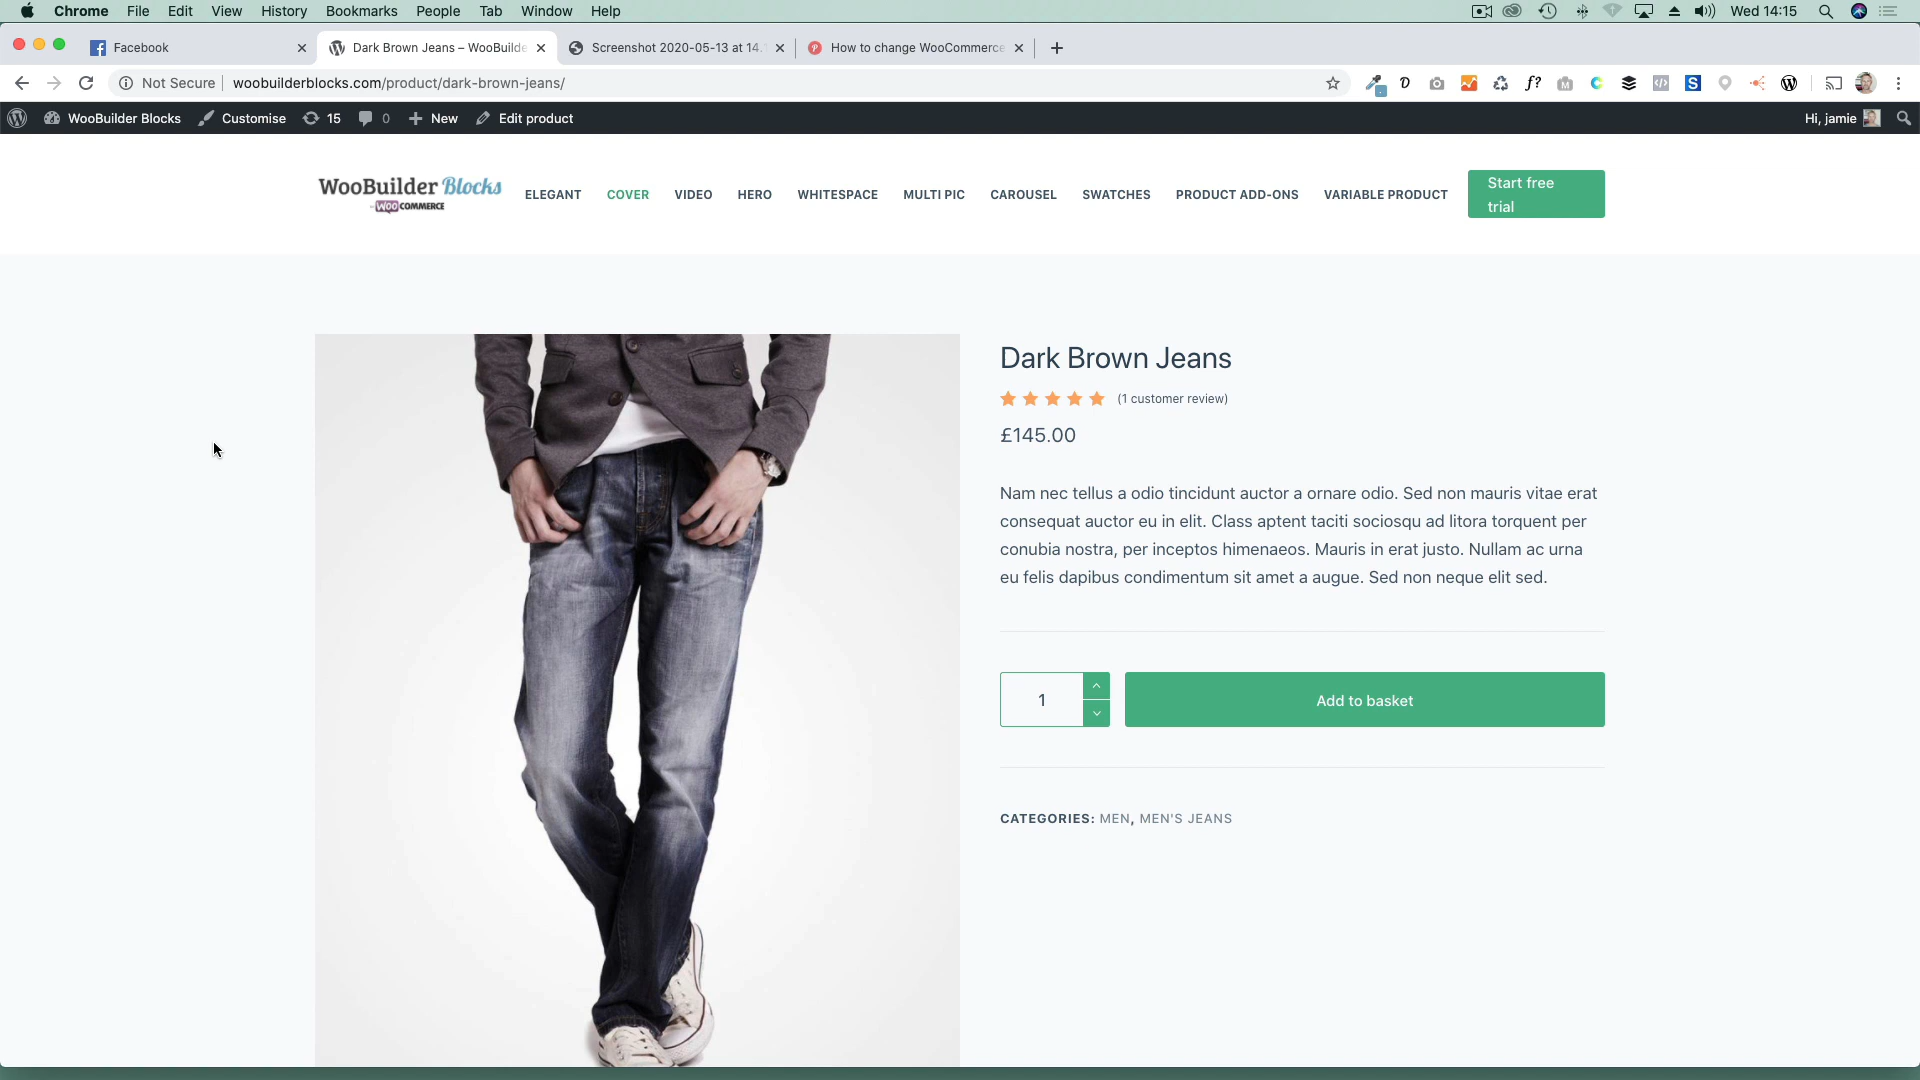 Chrome File Edit View History Bookmarks People Tab Window Help Wed 14:15
Facebook Dark Brown Jeans – WooBuilde Screenshot 2020-05-13 at 14. How to change WooCommerce
Not Secure woobuilderblocks.com/product/dark-brown-jeans/
WooBuilder Blocks Customise 15 0 New Edit product Hi, jamie
WooBuilder Blocks
WOO COMMERCE
ELEGANT COVER VIDEO HERO WHITESPACE MULTI PIC CAROUSEL SWATCHES PRODUCT ADD-ONS VARIABLE PRODUCT
Start free
trial
Dark Brown Jeans
(1 customer review)
£145.00
Nam nec tellus a odio tincidunt auctor a ornare odio. Sed non mauris vitae erat
consequat auctor eu in elit. Class aptent taciti sociosqu ad litora torquent per
conubia nostra, per inceptos himenaeos. Mauris in erat justo. Nullam ac urna
eu felis dapibus condimentum sit amet a augue. Sed non neque elit sed.
1 Add to basket
CATEGORIES: MEN, MEN'S JEANS